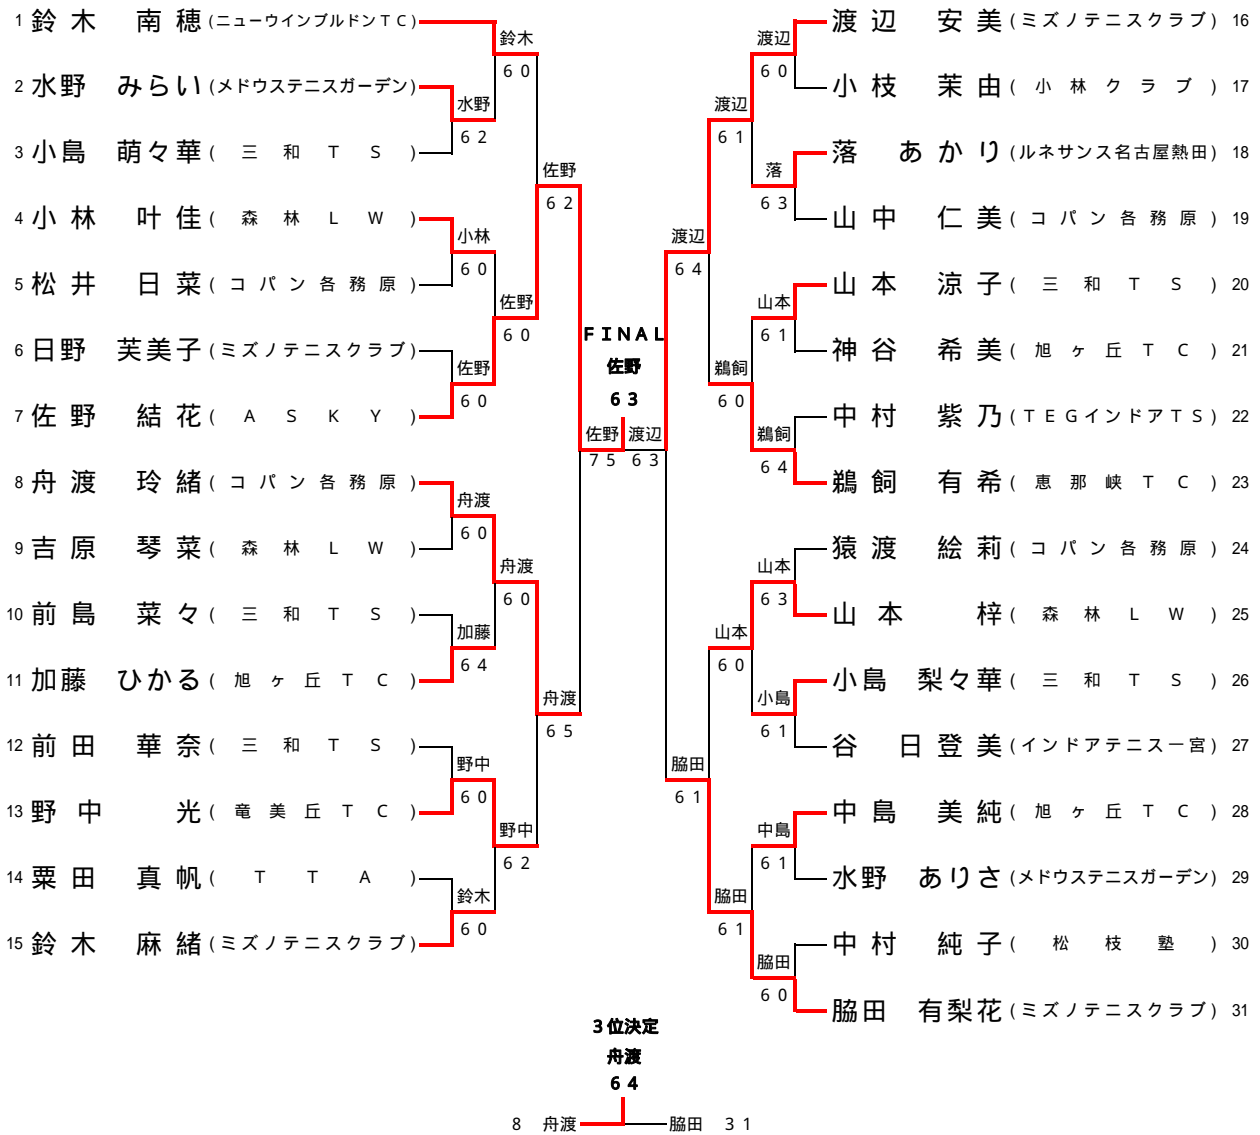 1 鈴木 南穂 (ニューウインブルドンTC)
2 水野 みらい (メドウステニスガーデン)
3 小島 萌々華 (三和TS)
4 小林 叶佳 (森林LW)
5 松井 日菜 (コパン各務原)
6 日野 芙美子 (ミズノテニスクラブ)
7 佐野 結花 (ASKY)
8 舟渡 玲緒 (コパン各務原)
9 吉原 琴菜 (森林LW)
10 前島 菜々 (三和TS)
11 加藤 ひかる (旭ヶ丘TC)
12 前田 華奈 (三和TS)
13 野中 光 (竜美丘TC)
14 粟田 真帆 (TTA)
15 鈴木 麻緒 (ミズノテニスクラブ)
水野
62
小林
60
佐野
60
舟渡
60
加藤
64
野中
60
鈴木
60
鈴木
60
佐野
60
舟渡
60
野中
62
佐野
62
舟渡
65
佐野
75
FINAL
佐野
63
渡辺
63
渡辺
64
脇田
61
渡辺
61
鵜飼
60
山本
60
脇田
61
渡辺
60
落
63
山本
61
鵜飼
64
山本
63
小島
61
中島
61
脇田
60
渡辺 安美 (ミズノテニスクラブ) 16
小枝 茉由 (小林クラブ) 17
落 あかり (ルネサンス名古屋熱田) 18
山中 仁美 (コパン各務原) 19
山本 涼子 (三和TS) 20
神谷 希美 (旭ヶ丘TC) 21
中村 紫乃 (TEGインドアTS) 22
鵜飼 有希 (恵那峡TC) 23
猿渡 絵莉 (コパン各務原) 24
山本 梓 (森林LW) 25
小島 梨々華 (三和TS) 26
谷 日登美 (インドアテニス一宮) 27
中島 美純 (旭ヶ丘TC) 28
水野 ありさ (メドウステニスガーデン) 29
中村 純子 (松枝塾) 30
脇田 有梨花 (ミズノテニスクラブ) 31
3位決定
舟渡
64
8 舟渡 脇田 31